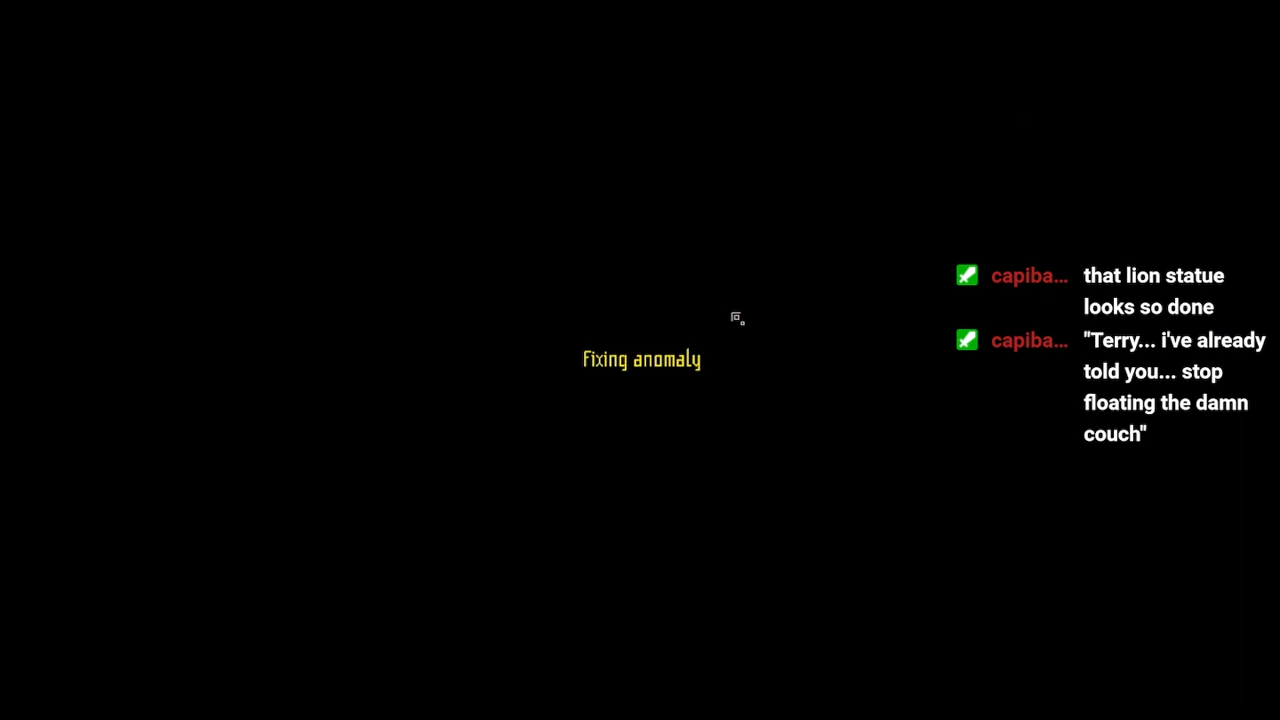 Fixing anomaly
capiba... that lion statue
looks so done
capiba... "Terry... i've already
told you... stop
floating the damn
couch"